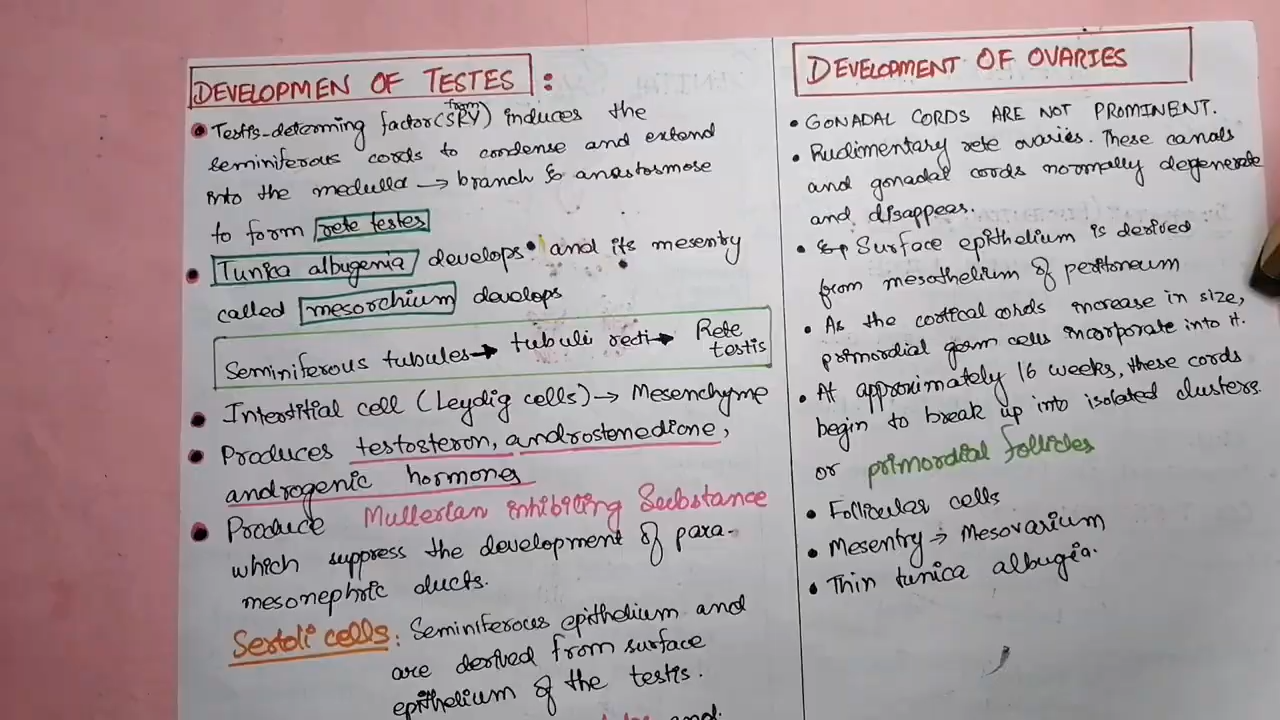 DEVELOPMEN OF TESTES :
• Testis-determing factor (from SRY) induces the
seminiferous cords to condense and extend
into the medulla → branch & anastosmose
to form rete testes
• Tunica albugenia develops • and its mesentry
called mesorchium develops
Seminiferous tubules → tubuli recti → Rete testis
• Interstitial cell (Leydig cells) → Mesenchyme
• Produces testosteron, androstenedione,
androgenic hormones
• Produce Mullerian inhibiting Substance
which suppress the development of para-
mesonephric ducts.
Sertoli cells: Seminiferous epithelium and
are derived from surface
epithelium of the testis.
and
DEVELOPMENT OF OVARIES
• GONADAL CORDS ARE NOT PROMINENT.
• Rudimentary rete ovaries. These canals
and gonadal cords normally degenerate
and disappear.
• Surface epithelium is derived
from mesothelium of peritoneum
• As the cortical cords increase in size,
primordial germ cells incorporate into it.
• At approximately 16 weeks, these cords
begin to break up into isolated clusters.
or primordial follicles
• Follicular cells
• Mesentry → Mesovarium
• Thin tunica albugia.